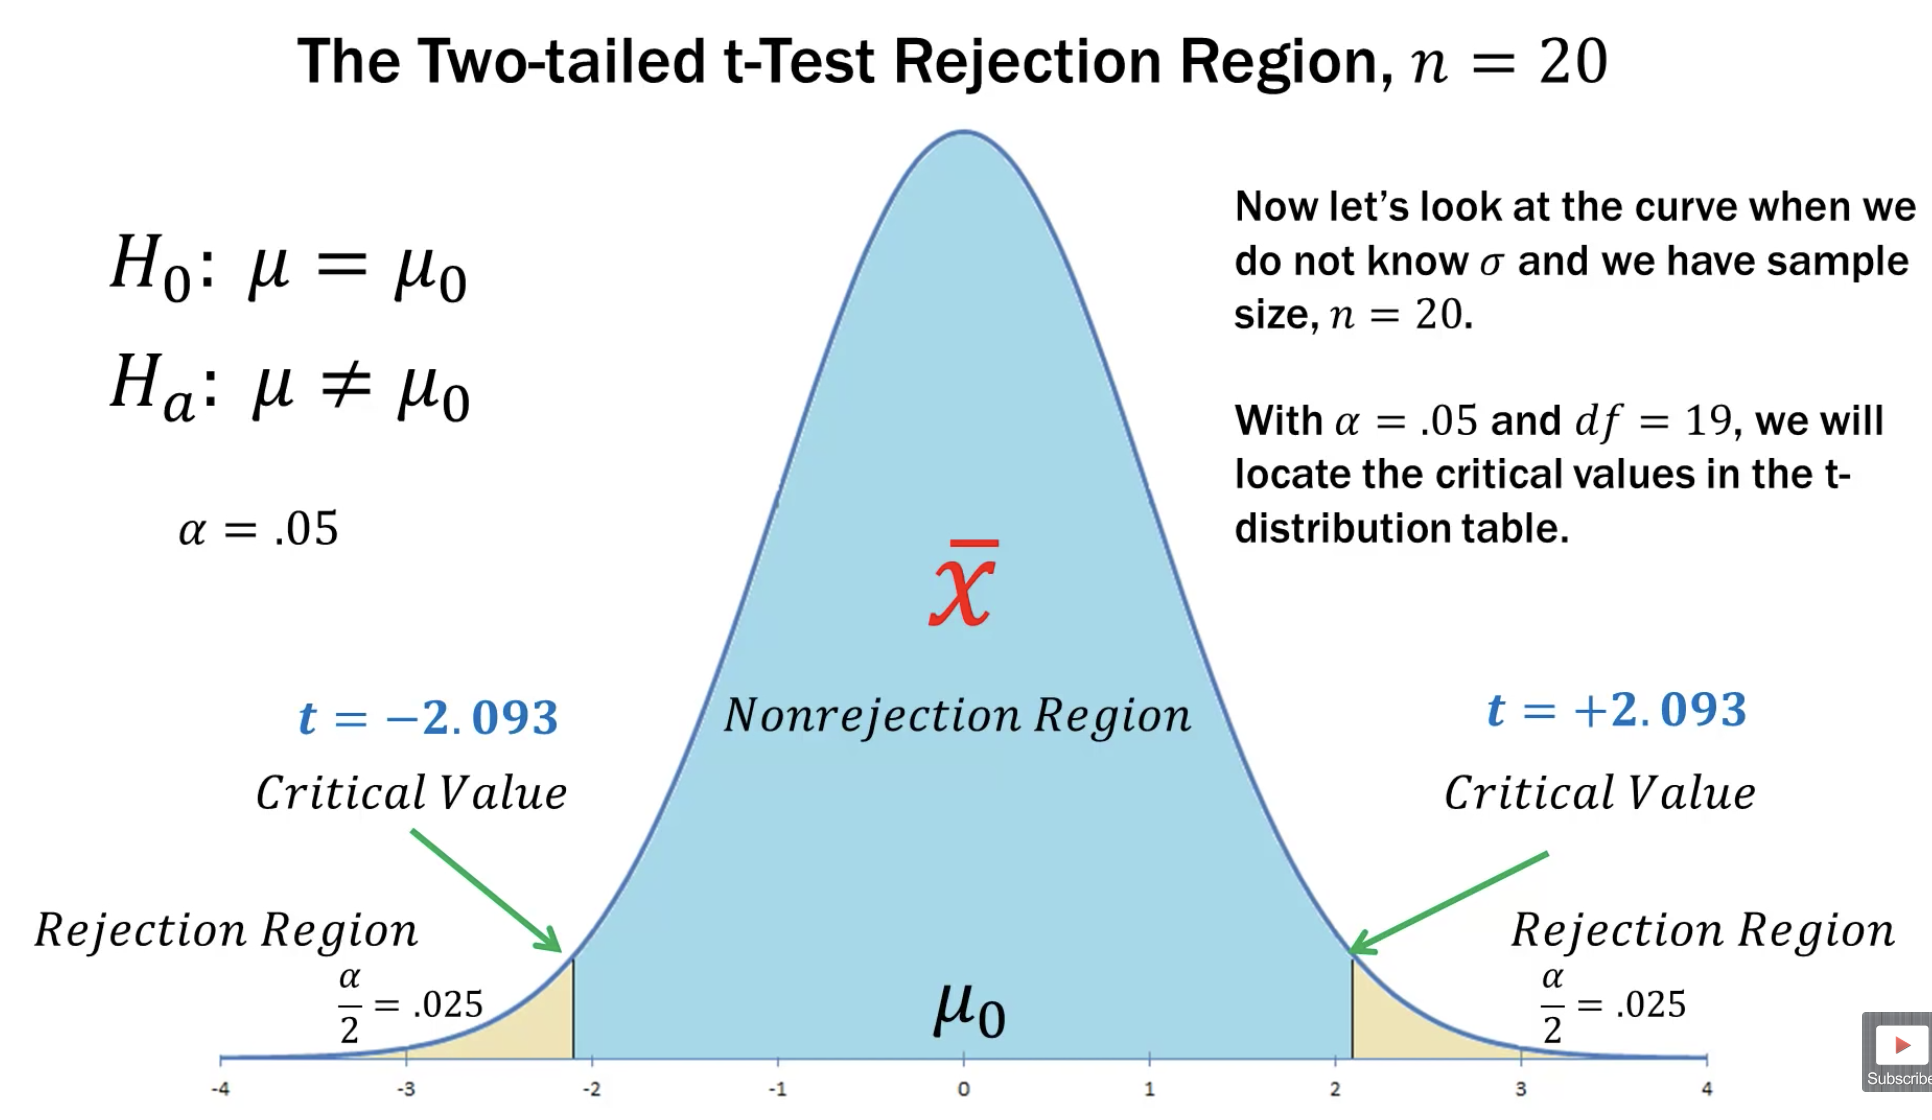 The Two-tailed t-Test Rejection Region, n = 20
H₀: μ = μ₀
Hₐ: μ ≠ μ₀
α = .05
Now let’s look at the curve when we
do not know σ and we have sample
size, n = 20.
With α = .05 and df = 19, we will
locate the critical values in the t-
distribution table.
x̄
Nonrejection Region
t = −2.093
Critical Value
t = +2.093
Critical Value
Rejection Region
α/2 = .025
Rejection Region
α/2 = .025
μ₀
-4 -3 -2 -1 0 1 2 3 4
Subscribe